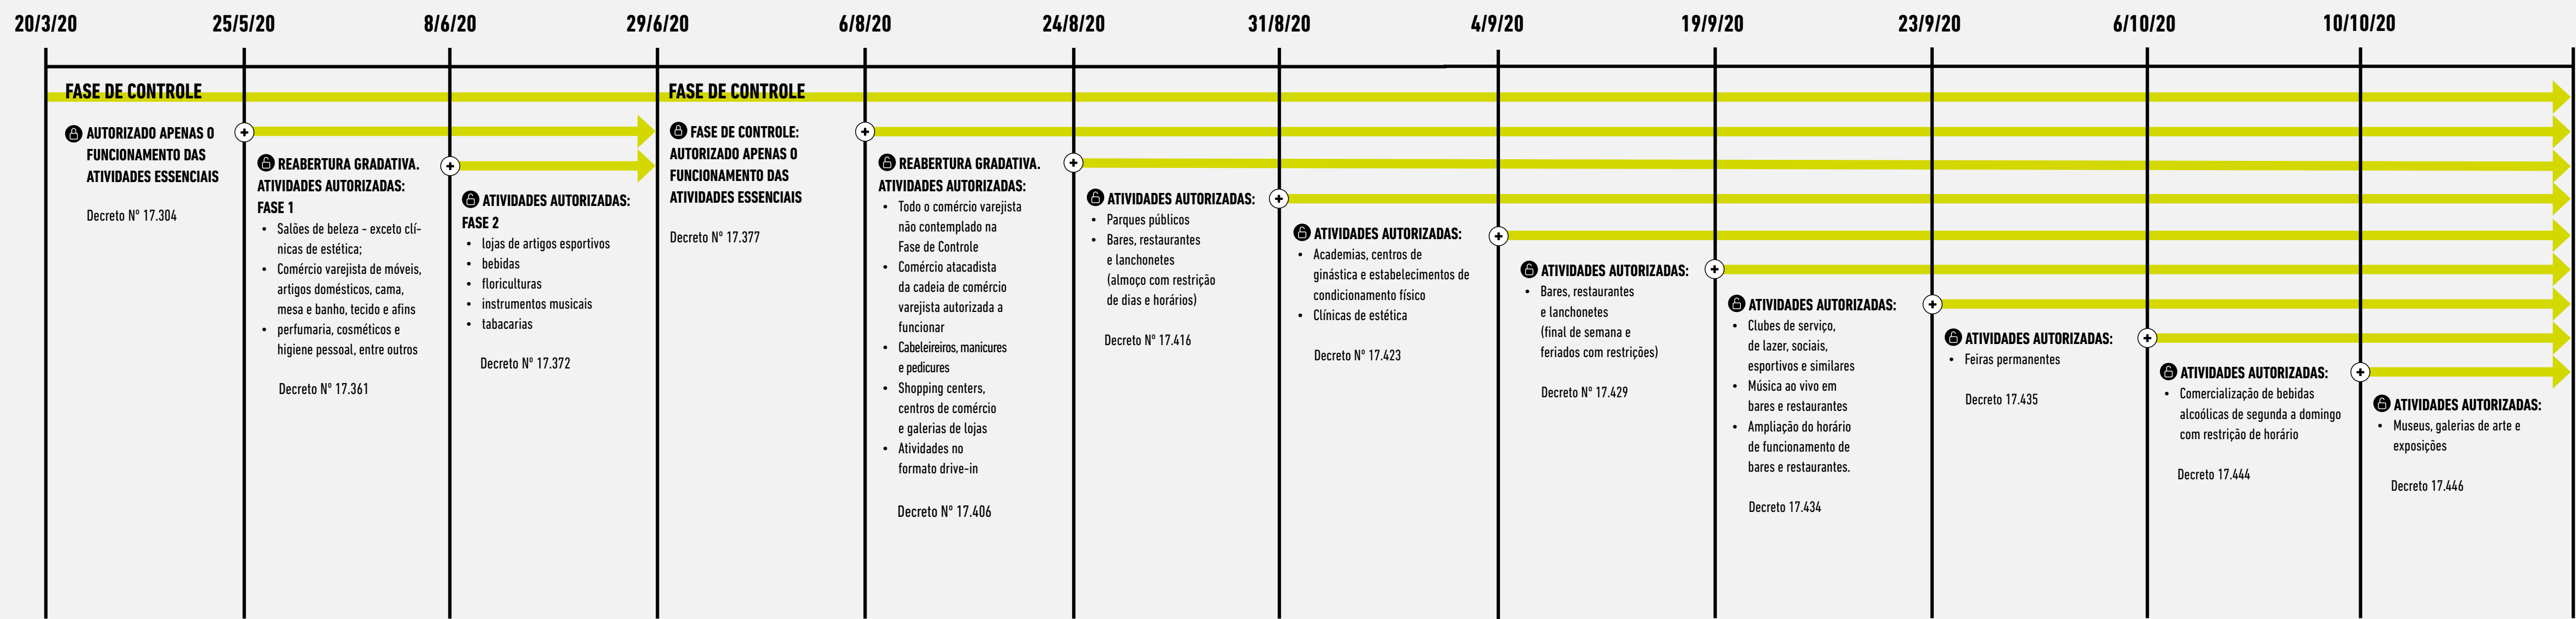 20/3/20
25/5/20
8/6/20
29/6/20
6/8/20
24/8/20
31/8/20
4/9/20
19/9/20
23/9/20
6/10/20
10/10/20
FASE DE CONTROLE
AUTORIZADO APENAS O
FUNCIONAMENTO DAS
ATIVIDADES ESSENCIAIS
Decreto Nº 17.304
REABERTURA GRADATIVA.
ATIVIDADES AUTORIZADAS:
FASE 1
• Salões de beleza - exceto clí-
nicas de estética;
• Comércio varejista de móveis,
artigos domésticos, cama,
mesa e banho, tecido e afins
• perfumaria, cosméticos e
higiene pessoal, entre outros
Decreto Nº 17.361
ATIVIDADES AUTORIZADAS:
FASE 2
• lojas de artigos esportivos
• bebidas
• floriculturas
• instrumentos musicais
• tabacarias
Decreto Nº 17.372
FASE DE CONTROLE
FASE DE CONTROLE:
AUTORIZADO APENAS O
FUNCIONAMENTO DAS
ATIVIDADES ESSENCIAIS
Decreto Nº 17.377
REABERTURA GRADATIVA.
ATIVIDADES AUTORIZADAS:
• Todo o comércio varejista
não contemplado na
Fase de Controle
• Comércio atacadista
da cadeia de comércio
varejista autorizada a
funcionar
• Cabeleireiros, manicures
e pedicures
• Shopping centers,
centros de comércio
e galerias de lojas
• Atividades no
formato drive-in
Decreto Nº 17.406
ATIVIDADES AUTORIZADAS:
• Parques públicos
• Bares, restaurantes
e lanchonetes
(almoço com restrição
de dias e horários)
Decreto Nº 17.416
ATIVIDADES AUTORIZADAS:
• Academias, centros de
ginástica e estabelecimentos de
condicionamento físico
• Clínicas de estética
Decreto Nº 17.423
ATIVIDADES AUTORIZADAS:
• Bares, restaurantes
e lanchonetes
(final de semana e
feriados com restrições)
Decreto Nº 17.429
ATIVIDADES AUTORIZADAS:
• Clubes de serviço,
de lazer, sociais,
esportivos e similares
• Música ao vivo em
bares e restaurantes
• Ampliação do horário
de funcionamento de
bares e restaurantes.
Decreto 17.434
ATIVIDADES AUTORIZADAS:
• Feiras permanentes
Decreto 17.435
ATIVIDADES AUTORIZADAS:
• Comercialização de bebidas
alcoólicas de segunda a domingo
com restrição de horário
Decreto 17.444
ATIVIDADES AUTORIZADAS:
• Museus, galerias de arte e
exposições
Decreto 17.446